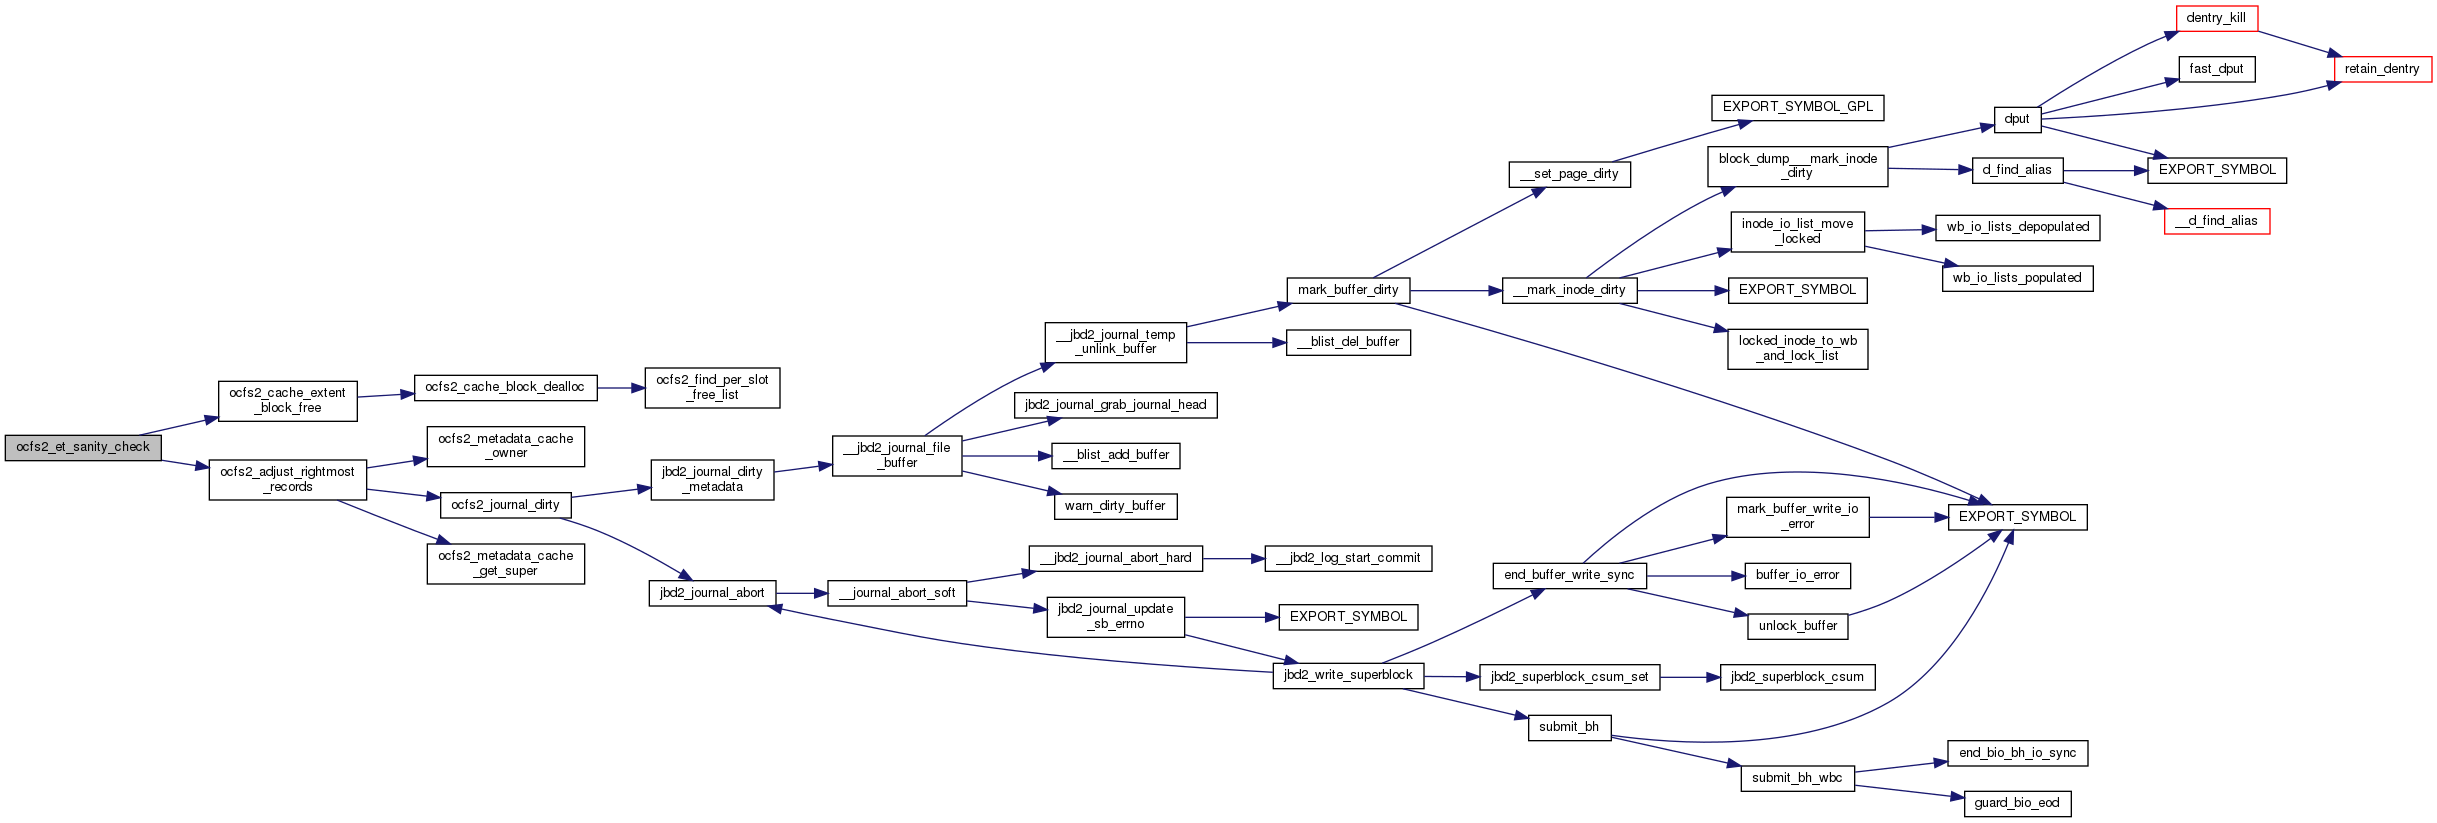 dentry_kill
retain_dentry
fast_dput
EXPORT_SYMBOL_GPL
dput
block_dump___mark_inode
_dirty
d_find_alias
EXPORT_SYMBOL
__set_page_dirty
__d_find_alias
inode_io_list_move
_locked
wb_io_lists_depopulated
wb_io_lists_populated
mark_buffer_dirty
__mark_inode_dirty
EXPORT_SYMBOL
__jbd2_journal_temp
_unlink_buffer
__blist_del_buffer
locked_inode_to_wb
_and_lock_list
ocfs2_cache_extent
_block_free
ocfs2_cache_block_dealloc
ocfs2_find_per_slot
_free_list
jbd2_journal_grab_journal_head
ocfs2_et_sanity_check
ocfs2_metadata_cache
_owner
__jbd2_journal_file
_buffer
__blist_add_buffer
ocfs2_adjust_rightmost
_records
jbd2_journal_dirty
_metadata
ocfs2_journal_dirty
warn_dirty_buffer
mark_buffer_write_io
_error
EXPORT_SYMBOL
ocfs2_metadata_cache
_get_super
__jbd2_journal_abort_hard
__jbd2_log_start_commit
end_buffer_write_sync
buffer_io_error
jbd2_journal_abort
__journal_abort_soft
jbd2_journal_update
_sb_errno
EXPORT_SYMBOL
unlock_buffer
jbd2_write_superblock
jbd2_superblock_csum_set
jbd2_superblock_csum
submit_bh
end_bio_bh_io_sync
submit_bh_wbc
guard_bio_eod